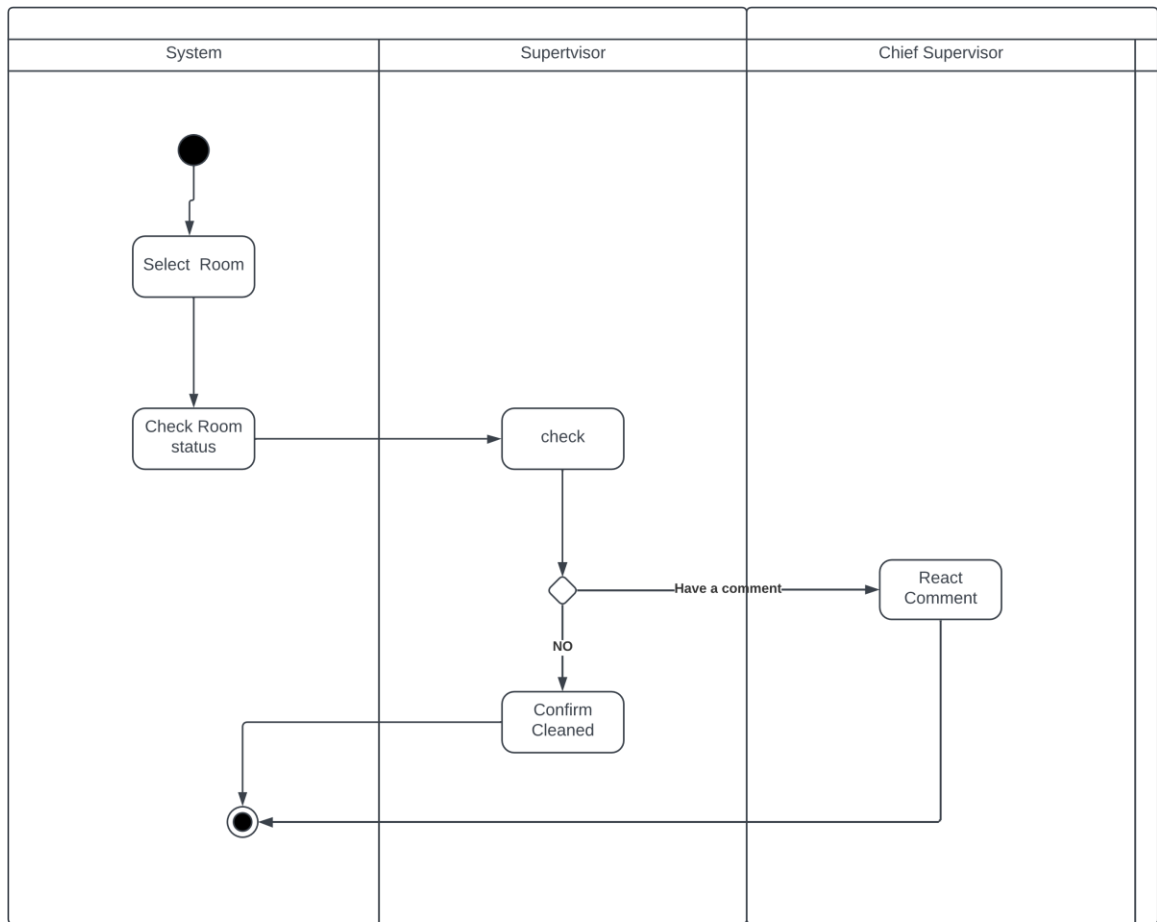 System
Supertvisor
Chief Supervisor
Select  Room
Check Room
status
check
Have a comment
React
Comment
NO
Confirm
Cleaned